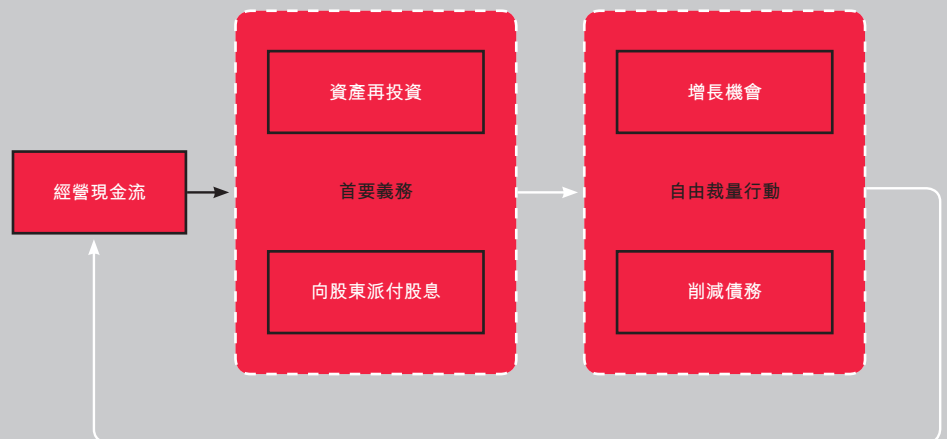 經營現金流
資產再投資
首要義務
向股東派付股息
增長機會
自由裁量行動
削減債務